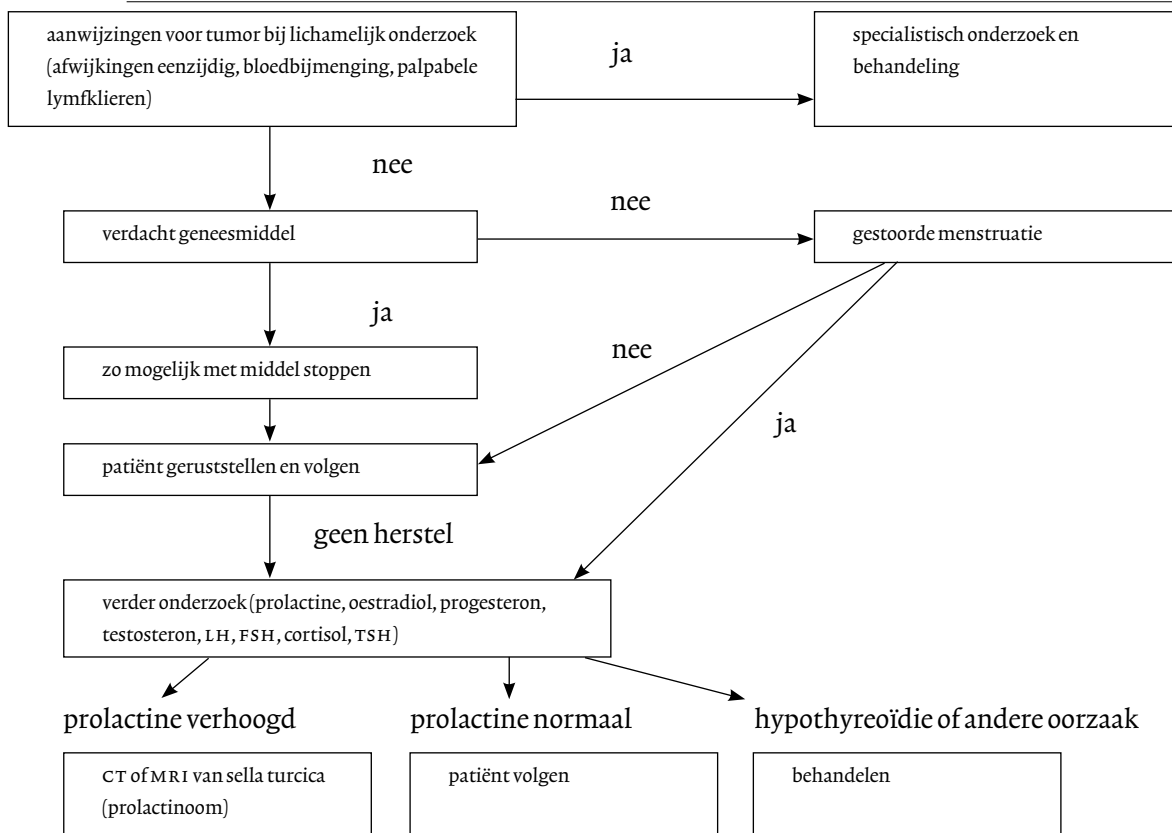 aanwijzingen voor tumor bij lichamelijk onderzoek
(afwijkingen eenzijdig, bloedbijmenging, palpabele
lymfklieren)
ja
specialistisch onderzoek en
behandeling
nee
verdacht geneesmiddel
nee
gestoorde menstruatie
ja
zo mogelijk met middel stoppen
nee
ja
patiënt geruststellen en volgen
geen herstel
verder onderzoek (prolactine, oestradiol, progesteron,
testosteron, LH, FSH, cortisol, TSH)
prolactine verhoogd
prolactine normaal
hypothyreoïdie of andere oorzaak
CT of MRI van sella turcica
(prolactinoom)
patiënt volgen
behandelen